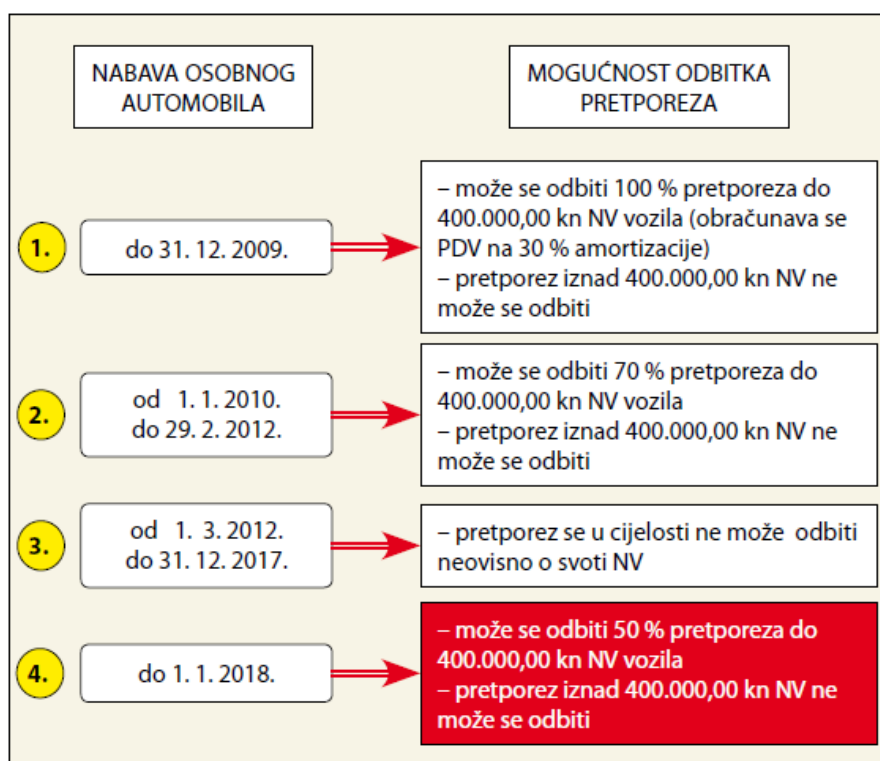 NABAVA OSOBNOG
AUTOMOBILA
MOGUĆNOST ODBITKA
PRETPOREZA
1.
do 31. 12. 2009.
– može se odbiti 100 % pretporeza do
400.000,00 kn NV vozila (obračunava se
PDV na 30 % amortizacije)
– pretporez iznad 400.000,00 kn NV ne
može se odbiti
2.
od 1. 1. 2010.
do 29. 2. 2012.
– može se odbiti 70 % pretporeza do
400.000,00 kn NV vozila
– pretporez iznad 400.000,00 kn NV ne
može se odbiti
3.
od 1. 3. 2012.
do 31. 12. 2017.
– pretporez se u cijelosti ne može odbiti
neovisno o svoti NV
4.
do 1. 1. 2018.
– može se odbiti 50 % pretporeza do
400.000,00 kn NV vozila
– pretporez iznad 400.000,00 kn NV ne
može se odbiti